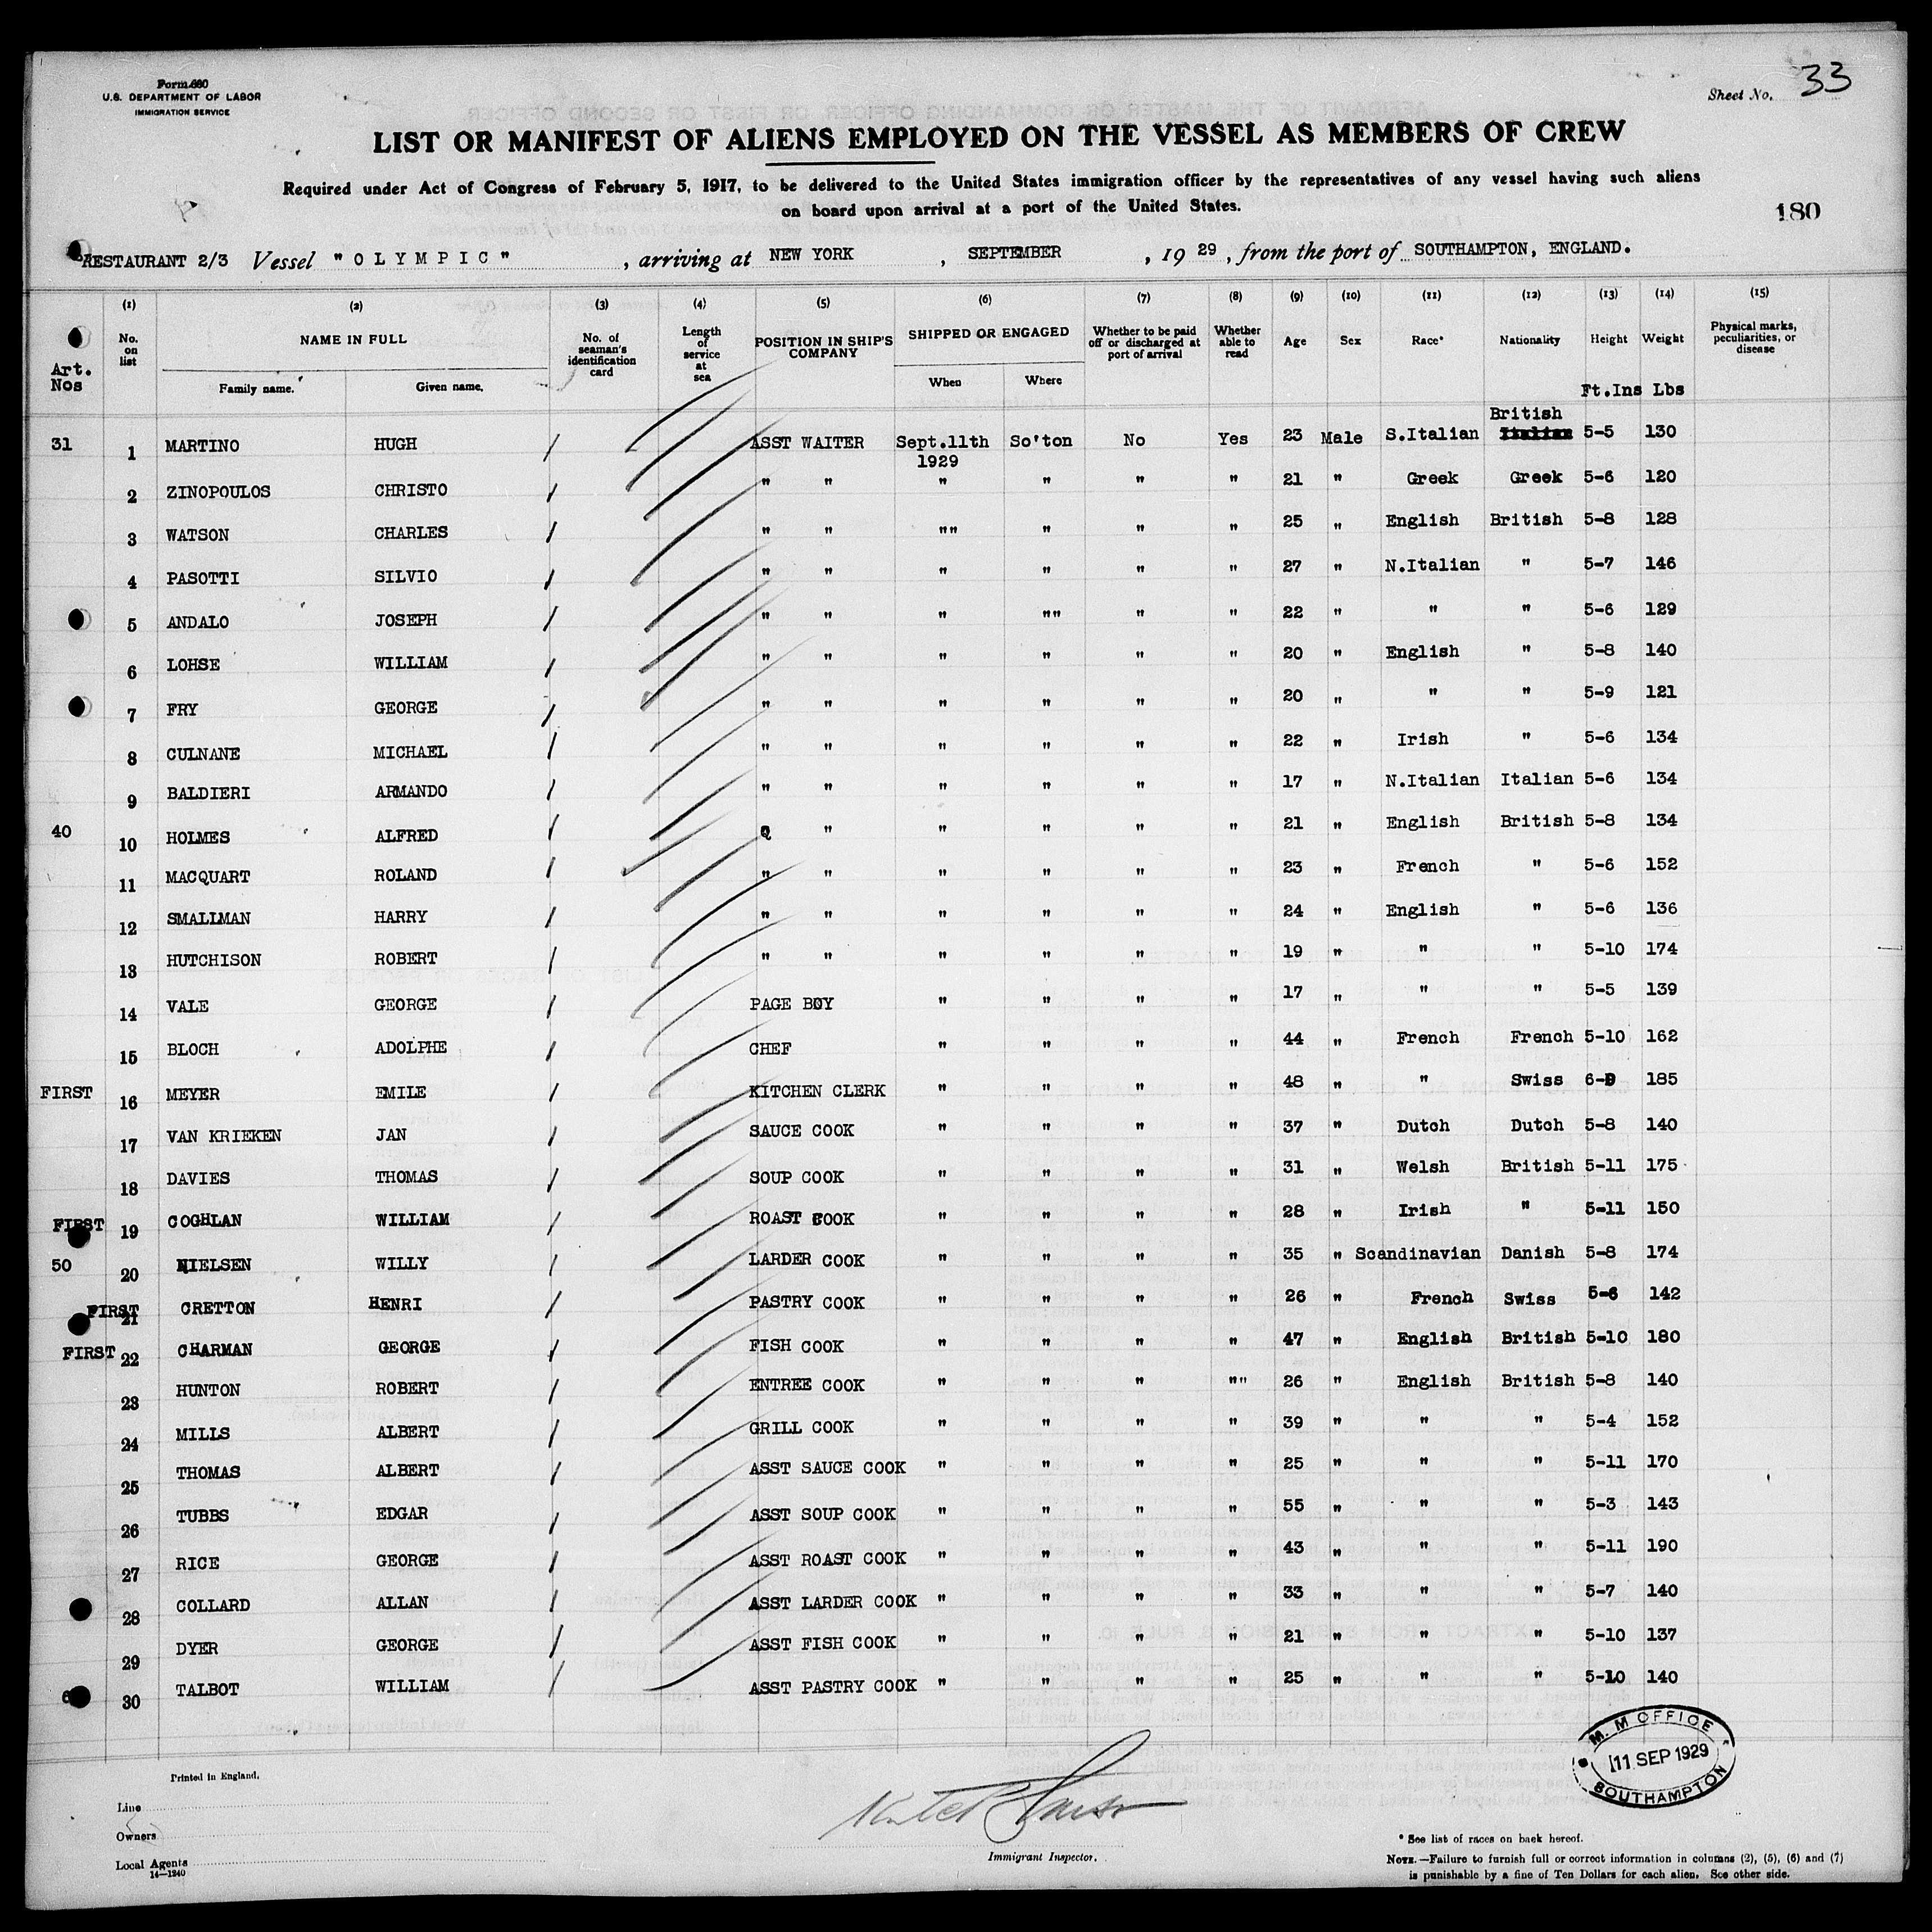 Form 680
U.S. DEPARTMENT OF LABOR
IMMIGRATION SERVICE
Sheet No. 33
LIST OR MANIFEST OF ALIENS EMPLOYED ON THE VESSEL AS MEMBERS OF CREW
Required under Act of Congress of February 5, 1917, to be delivered to the United States immigration officer by the representatives of any vessel having such aliens
on board upon arrival at a port of the United States.
180
RESTAURANT 2/3 Vessel "OLYMPIC", arriving at NEW YORK, SEPTEMBER, 19 29, from the port of SOUTHAMPTON, ENGLAND.
(1) (2) (3) (4) (5) (6) (7) (8) (9) (10) (11) (12) (13) (14) (15)
Art. Nos No. on list NAME IN FULL Family name. Given name. No. of seaman's identification card Length of service at sea POSITION IN SHIP'S COMPANY SHIPPED OR ENGAGED When Where Whether to be paid off or discharged at port of arrival Whether able to read Age Sex Race* Nationality Height Weight Physical marks, peculiarities, or disease
Ft.Ins Lbs
British
31 1 MARTINO HUGH / ASST WAITER Sept.11th So'ton No Yes 23 Male S.Italian Italian 5-5 130
1929
2 ZINOPOULOS CHRISTO / " " " " " " 21 " Greek Greek 5-6 120
3 WATSON CHARLES / " " "" " " " 25 " English British 5-8 128
4 PASOTTI SILVIO / " " " " " " 27 " N.Italian " 5-7 146
5 ANDALO JOSEPH / " " " "" " " 22 " " " 5-6 129
6 LOHSE WILLIAM / " " " " " " 20 " English " 5-8 140
7 FRY GEORGE / " " " " " " 20 " " " 5-9 121
8 CULNANE MICHAEL / " " " " " " 22 " Irish " 5-6 134
9 BALDIERI ARMANDO / " " " " " " 17 " N.Italian Italian 5-6 134
40 10 HOLMES ALFRED / " " " " " " 21 " English British 5-8 134
11 MACQUART ROLAND / " " " " " " 23 " French " 5-6 152
12 SMALLMAN HARRY / " " " " " " 24 " English " 5-6 136
13 HUTCHISON ROBERT / " " " " " " 19 " " " 5-10 174
14 VALE GEORGE / PAGE BOY " " " " 17 " " " 5-5 139
15 BLOCH ADOLPHE / CHEF " " " " 44 " French French 5-10 162
FIRST 16 MEYER EMILE / KITCHEN CLERK " " " " 48 " " Swiss 6-0 185
17 VAN KRIEKEN JAN / SAUCE COOK " " " " 37 " Dutch Dutch 5-8 140
18 DAVIES THOMAS / SOUP COOK " " " " 31 " Welsh British 5-11 175
FIRST 19 COGHLAN WILLIAM / ROAST COOK " " " " 28 " Irish " 5-11 150
50 20 NIELSEN WILLY / LARDER COOK " " " " 35 " Scandinavian Danish 5-8 174
FIRST 21 CRETTON HENRI / PASTRY COOK " " " " 26 " French Swiss 5-6 142
FIRST 22 CHARMAN GEORGE / FISH COOK " " " " 47 " English British 5-10 180
23 HUNTON ROBERT / ENTREE COOK " " " "" 26 " English British 5-8 140
24 MILLS ALBERT / GRILL COOK " " " " 39 " " " 5-4 152
25 THOMAS ALBERT / ASST SAUCE COOK " " " " 25 " " " 5-11 170
26 TUBBS EDGAR / ASST SOUP COOK " " " " 55 " " " 5-3 143
27 RICE GEORGE / ASST ROAST COOK " " " " 43 " " " 5-11 190
28 COLLARD ALLAN / ASST LARDER COOK " " " " 33 " " " 5-7 140
29 DYER GEORGE / ASST FISH COOK " " " " 21 " " " 5-10 137
30 TALBOT WILLIAM / ASST PASTRY COOK " " " " 25 " " " 5-10 140
M. M OFFICE
11 SEP 1929
SOUTHAMPTON
Printed in England.
Line
Owners
Local Agents
14—1240
Immigrant Inspector.
* See list of races on back hereof.
NOTE.—Failure to furnish full or correct information in columns (2), (5), (6) and (7)
is punishable by a fine of Ten Dollars for each alien. See other side.